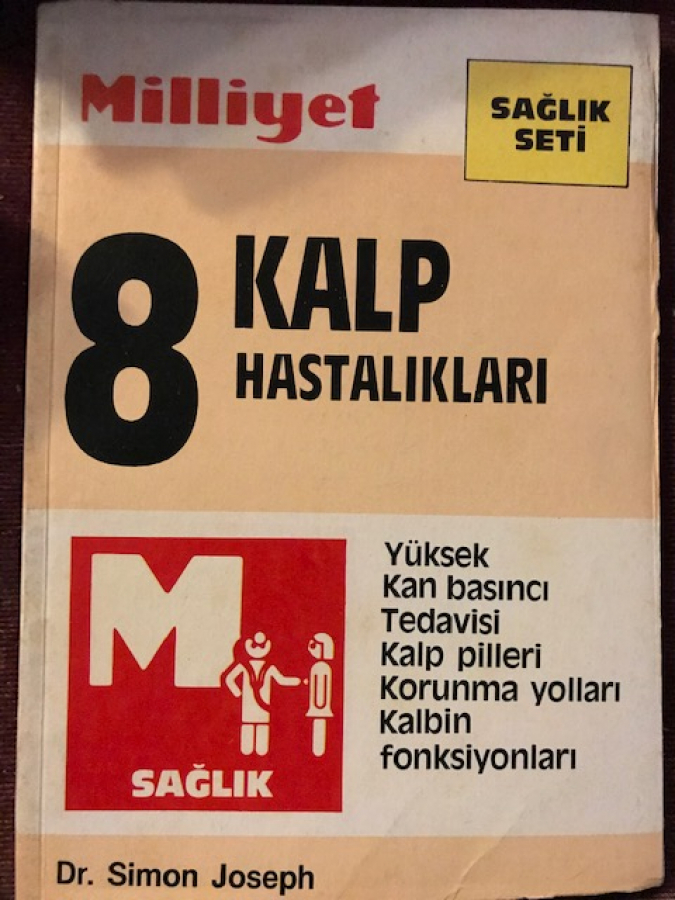 Milliyet
SAĞLIK
SETİ
8
KALP
HASTALIKLARI
Yüksek
Kan basıncı
Tedavisi
Kalp pilleri
Korunma yolları
Kalbin
fonksiyonları
M
SAĞLIK
Dr. Simon Joseph